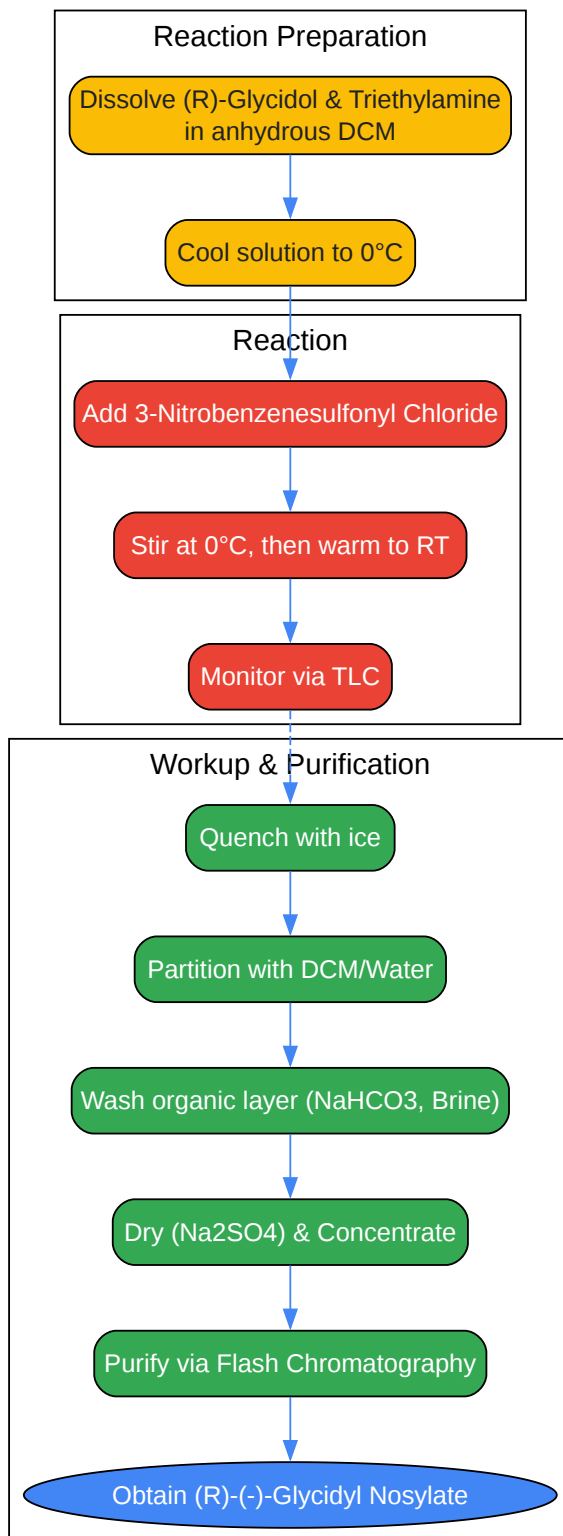 Reaction Preparation
Dissolve (R)-Glycidol & Triethylamine
in anhydrous DCM
Cool solution to 0°C
Reaction
Add 3-Nitrobenzenesulfonyl Chloride
Stir at 0°C, then warm to RT
Monitor via TLC
Workup & Purification
Quench with ice
Partition with DCM/Water
Wash organic layer (NaHCO3, Brine)
Dry (Na2SO4) & Concentrate
Purify via Flash Chromatography
Obtain (R)-(-)-Glycidyl Nosylate